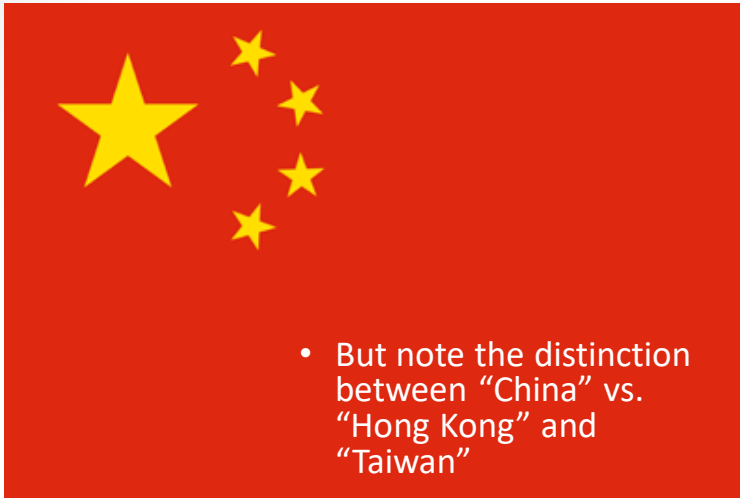 • But note the distinction
between “China” vs.
“Hong Kong” and
“Taiwan”